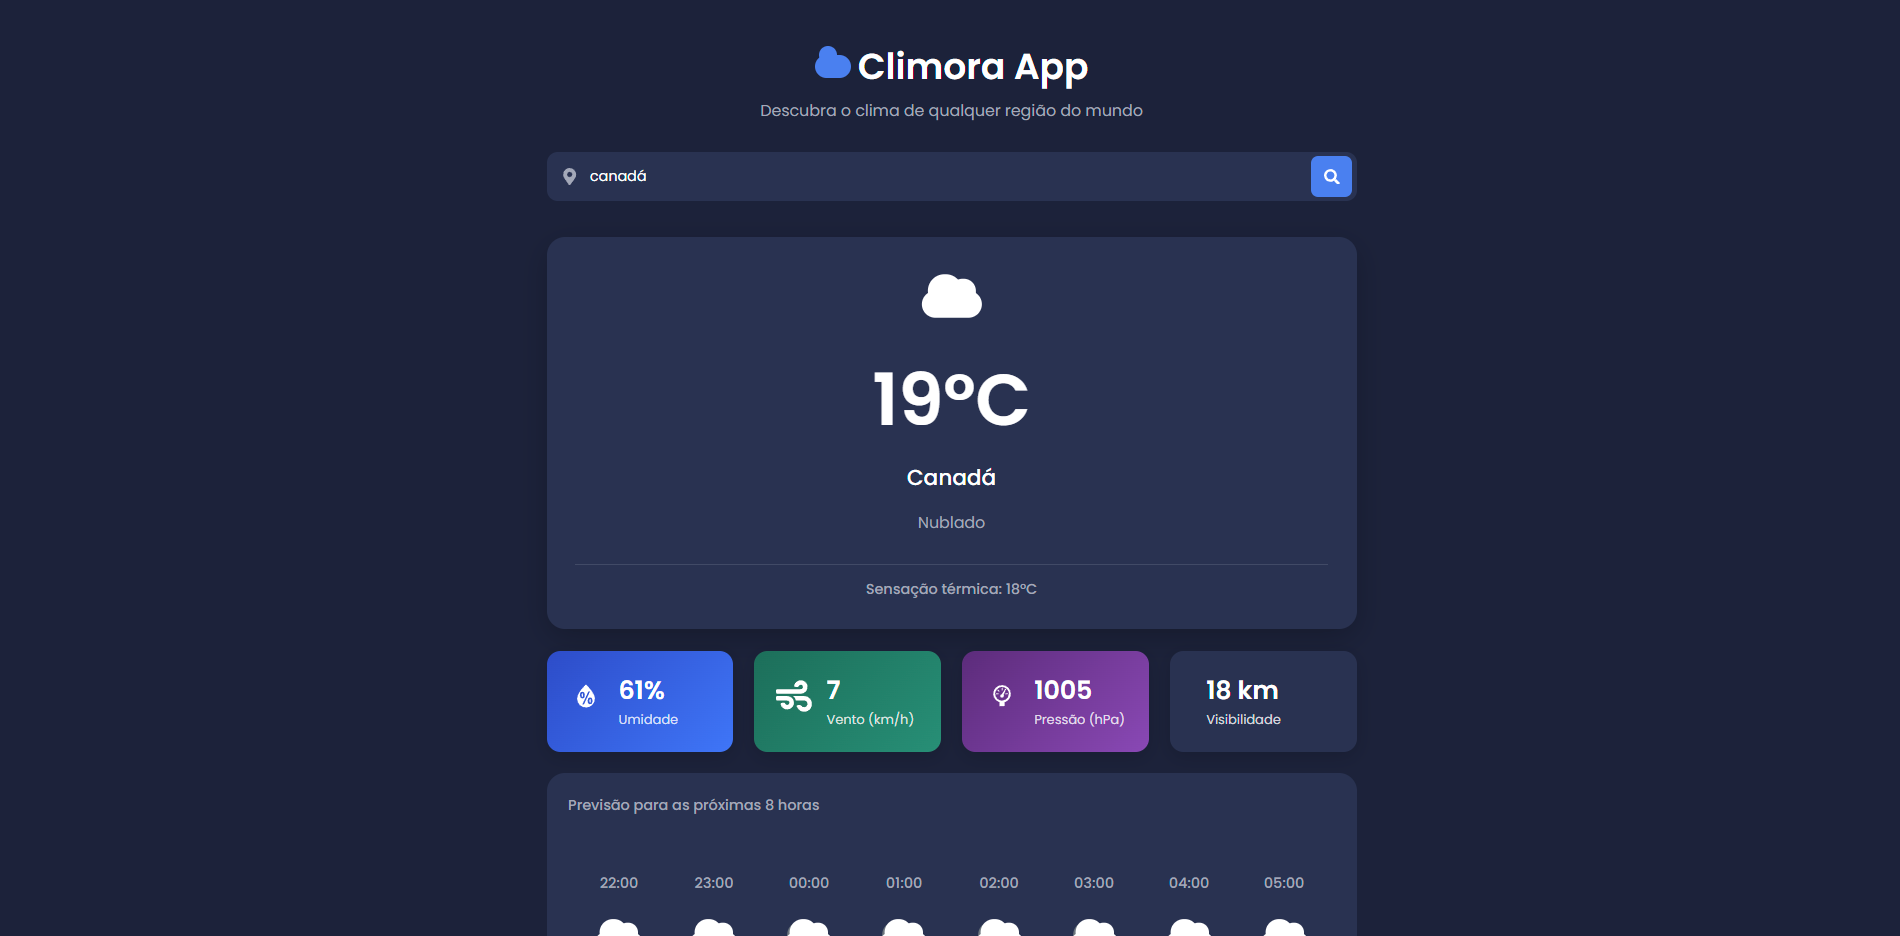 Climora App
Descubra o clima de qualquer região do mundo
canadá
19°C
Canadá
Nublado
Sensação térmica: 18°C
61%
Umidade
7
Vento (km/h)
1005
Pressão (hPa)
18 km
Visibilidade
Previsão para as próximas 8 horas
22:00 23:00 00:00 01:00 02:00 03:00 04:00 05:00